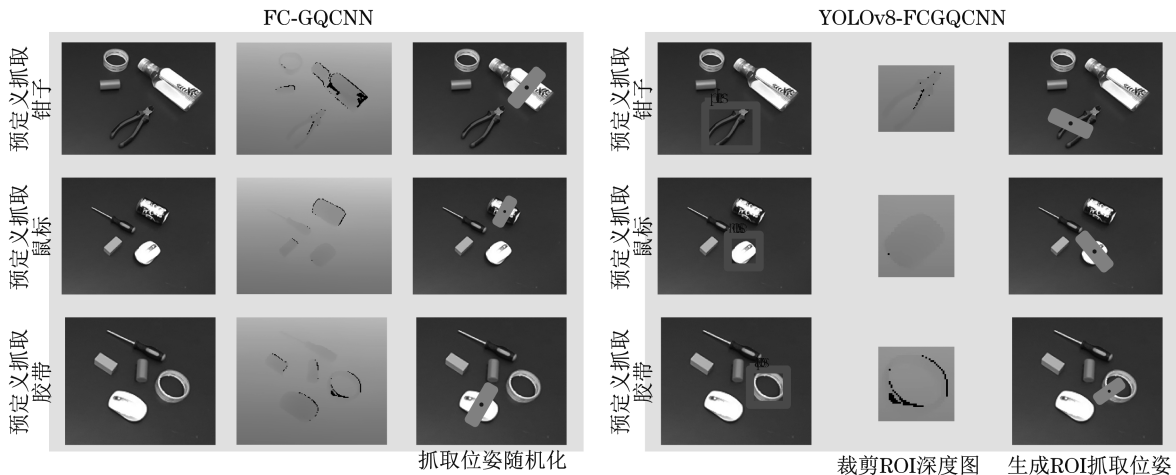 FC-GQCNN
YOLOv8-FCGQCNN
预定义抓取
钳子
预定义抓取
鼠标
预定义抓取
胶带
预定义抓取
钳子
预定义抓取
鼠标
预定义抓取
胶带
抓取位姿随机化
裁剪ROI深度图
生成ROI抓取位姿